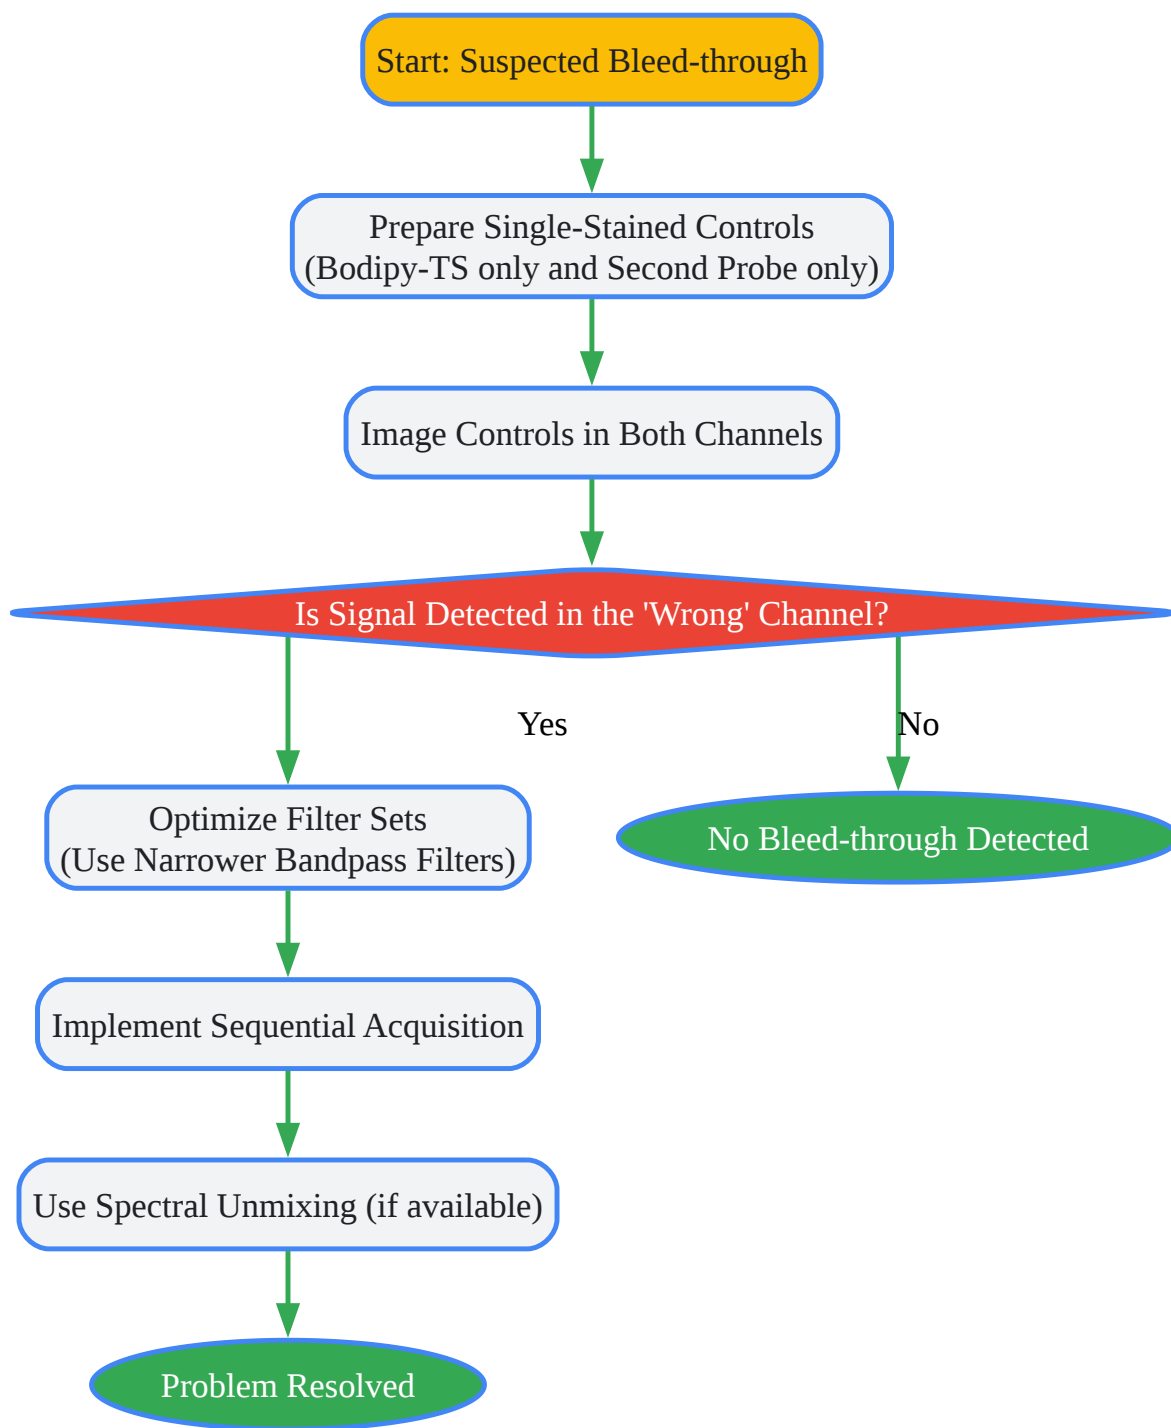 Start: Suspected Bleed-through
Prepare Single-Stained Controls
(Bodipy-TS only and Second Probe only)
Image Controls in Both Channels
Is Signal Detected in the 'Wrong' Channel?
Yes
No
Optimize Filter Sets
(Use Narrower Bandpass Filters)
No Bleed-through Detected
Implement Sequential Acquisition
Use Spectral Unmixing (if available)
Problem Resolved